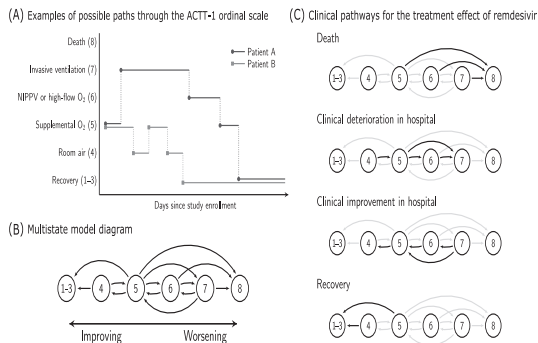 (A) Examples of possible paths through the ACTT-1 ordinal scale
Death (8)
Invasive ventilation (7)
NIPPV or high-flow O₂ (6)
Supplemental O₂ (5)
Room air (4)
Recovery (1–3)
Patient A
Patient B
Days since study enrollment
(B) Multistate model diagram
1–3 4 5 6 7 8
Improving Worsening
(C) Clinical pathways for the treatment effect of remdesivir
Death
1–3 4 5 6 7 8
Clinical deterioration in hospital
1–3 4 5 6 7 8
Clinical improvement in hospital
1–3 4 5 6 7 8
Recovery
1–3 4 5 6 7 8